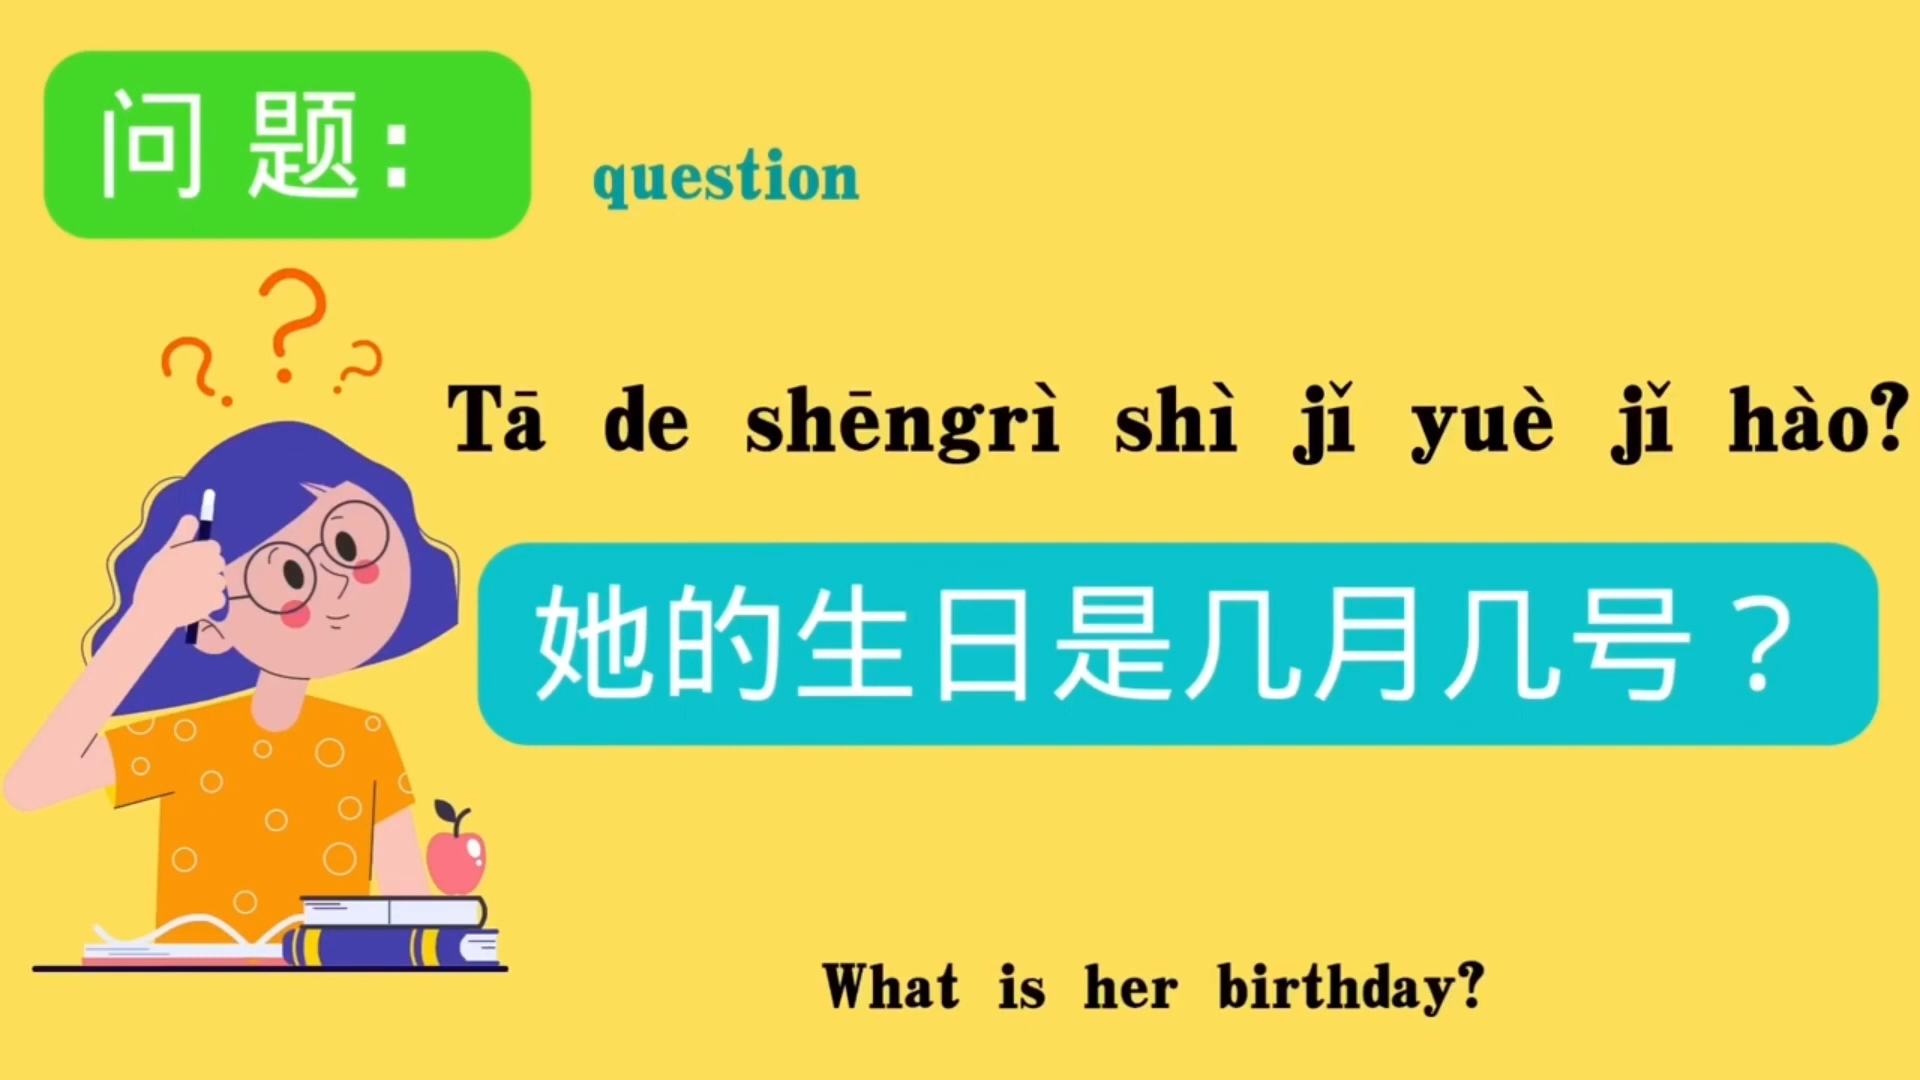 问题：
question
Tā de shēngrì shì jǐ yuè jǐ hào?
她的生日是几月几号？
What is her birthday?